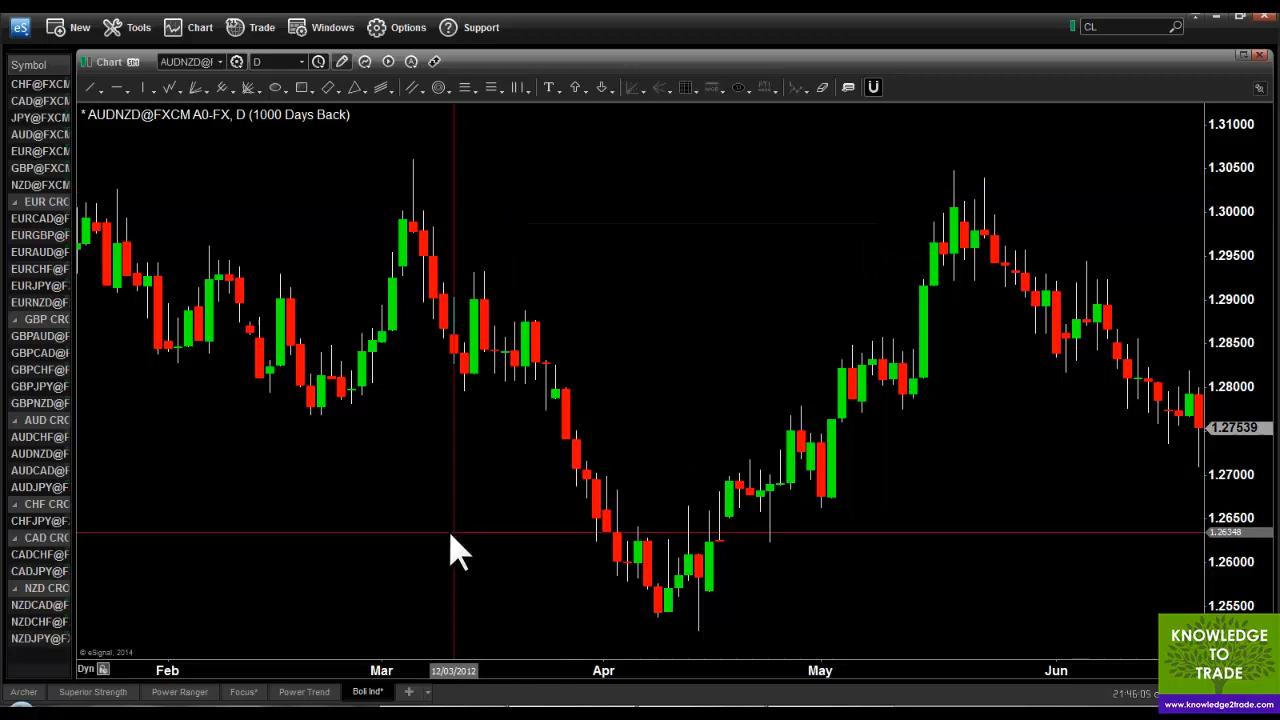 eS New Tools Chart Trade Windows Options Support CL
Chart AUDNZD@F D
* AUDNZD@FXCM A0-FX, D (1000 Days Back)
Symbol
CHF@FXCM
CAD@FXCM
JPY@FXCM
AUD@FXCM
EUR@FXCM
GBP@FXCM
NZD@FXCM
EUR CRO
EURCAD@F
EURGBP@F
EURAUD@F
EURCHF@F
EURJPY@F
EURNZD@F
GBP CRO
GBPAUD@F
GBPCAD@F
GBPCHF@F
GBPJPY@F
GBPNZD@F
AUD CRO
AUDCHF@F
AUDNZD@F
AUDCAD@F
AUDJPY@F
CHF CRO
CHFJPY@F
CAD CRO
CADCHF@F
CADJPY@F
NZD CRO
NZDCAD@F
NZDCHF@F
NZDJPY@F
1.31000
1.30500
1.30000
1.29500
1.29000
1.28500
1.28000
1.27539
1.27000
1.26500
1.26348
1.26000
1.25500
© eSignal, 2014
Dyn Feb Mar 12/03/2012 Apr May Jun
Archer Superior Strength Power Ranger Focus* Power Trend Boli Ind*
21:46:05
KNOWLEDGE
TO
TRADE
www.knowledge2trade.com